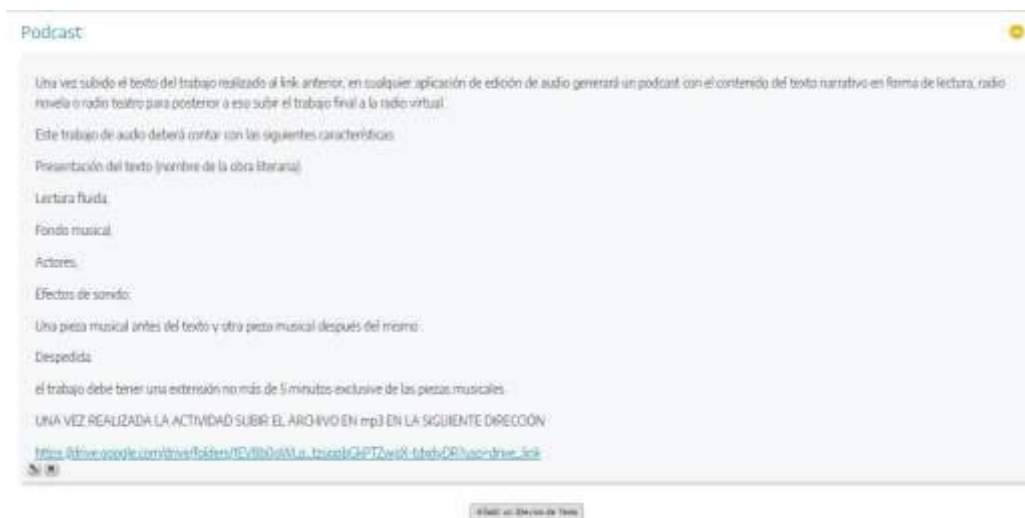 Podcast
Una vez subido el texto del trabajo realizado al link anterior, en cualquier aplicación de edición de audio generará un podcast con el contenido del texto narrativo en forma de lectura, radio
novela o radio teatro para posterior a eso subir el trabajo final a la radio virtual.
Este trabajo de audio deberá contar con las siguientes características:
Presentación del texto (nombre de la obra literaria).
Lectura fluida,
Fondo musical,
Actores,
Efectos de sonido.
Una pieza musical antes del texto y otra pieza musical después del mismo.
Despedida
el trabajo debe tener una extensión no más de 5 minutos exclusive de las piezas musicales.
UNA VEZ REALIZADA LA ACTIVIDAD SUBIR EL ARCHIVO EN mp3 EN LA SIGUIENTE DIRECCIÓN
Añadir un Elemento de Texto